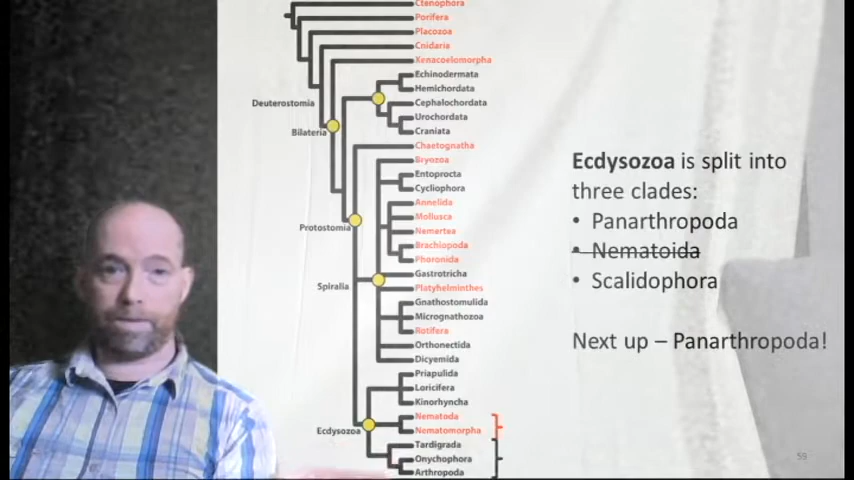 Ctenophora
Porifera
Placozoa
Cnidaria
Xenacoelomorpha
Echinodermata
Hemichordata
Deuterostomia
Cephalochordata
Urochordata
Bilateria
Craniata
Chaetognatha
Bryozoa
Entoprocta
Cycliophora
Annelida
Mollusca
Protostomia
Nemertea
Brachiopoda
Phoronida
Gastrotricha
Spiralia
Platyhelminthes
Gnathostomulida
Micrognathozoa
Rotifera
Orthonectida
Dicyemida
Priapulida
Loricifera
Kinorhyncha
Nematoda
Ecdysozoa
Nematomorpha
Tardigrada
Onychophora
Arthropoda
Ecdysozoa is split into
three clades:
• Panarthropoda
• Nematoida
• Scalidophora
Next up – Panarthropoda!
59